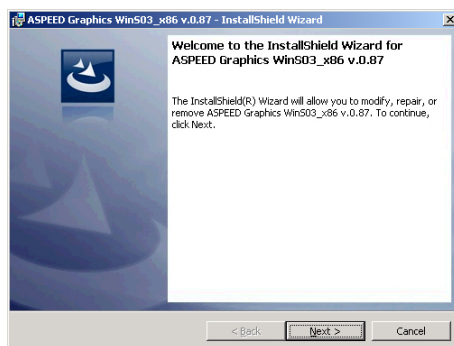 ASPEED Graphics WinS03_x86 v.0.87 - InstallShield Wizard
Welcome to the InstallShield Wizard for
ASPEED Graphics WinS03_x86 v.0.87
The InstallShield(R) Wizard will allow you to modify, repair, or
remove ASPEED Graphics WinS03_x86 v.0.87. To continue,
click Next.
< Back Next > Cancel